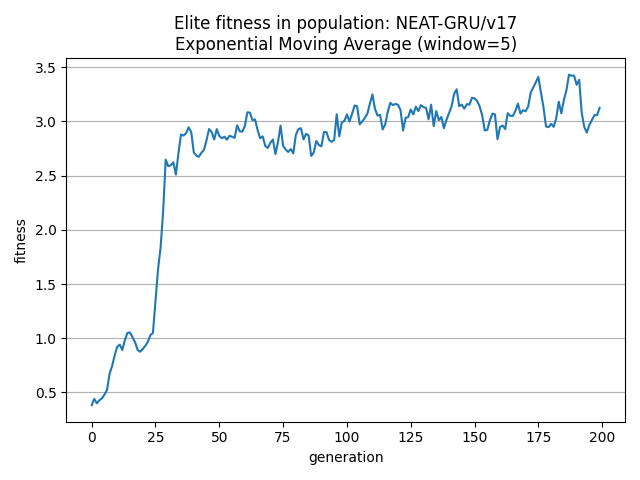 Elite fitness in population: NEAT-GRU/v17
Exponential Moving Average (window=5)
3.5
3.0
2.5
2.0
1.5
1.0
0.5
fitness
0 25 50 75 100 125 150 175 200
generation